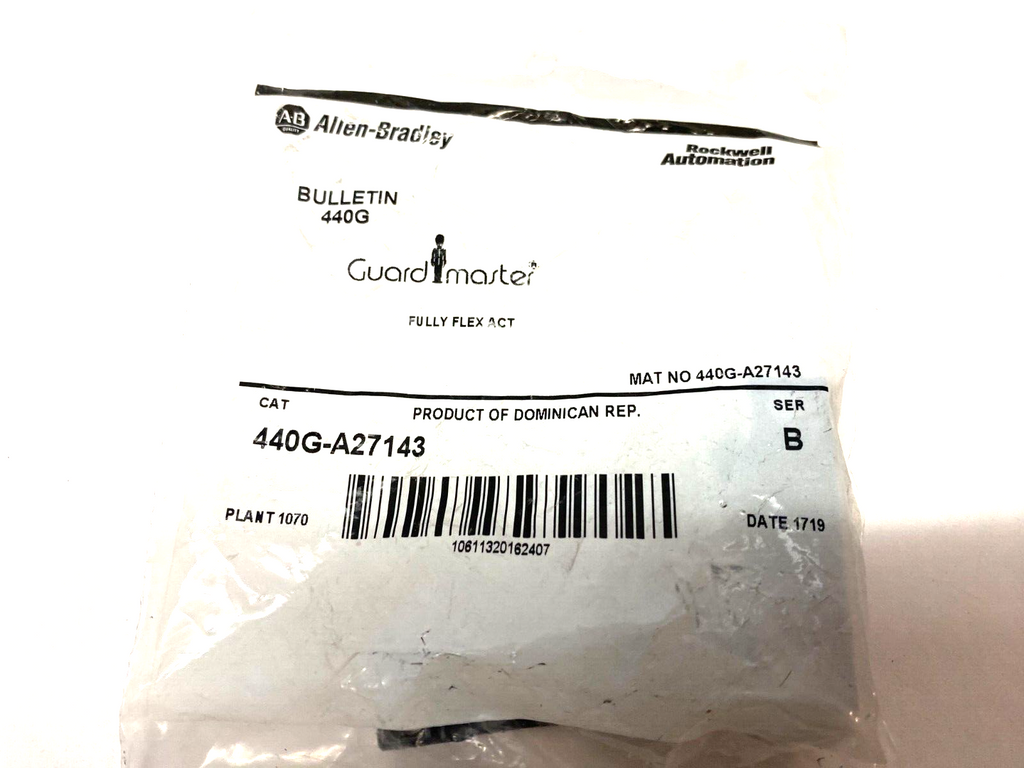 A-B QUALITY Allen-Bradley
Rockwell
Automation
BULLETIN
440G
Guardmaster
FULLY FLEX ACT
MAT NO 440G-A27143
CAT
PRODUCT OF DOMINICAN REP.
SER
440G-A27143
B
PLANT 1070
DATE 1719
10611320162407